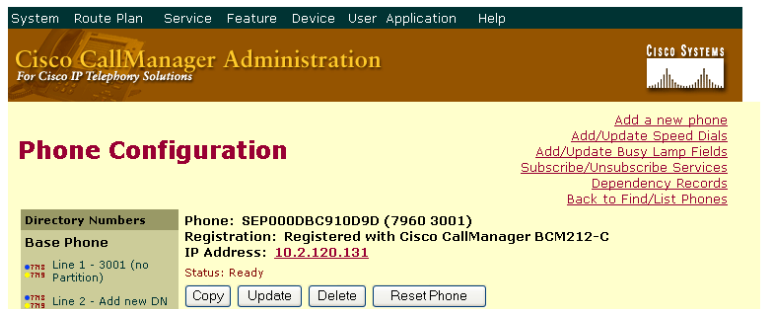 System Route Plan Service Feature Device User Application Help
Cisco CallManager Administration
For Cisco IP Telephony Solutions
CISCO SYSTEMS
Add a new phone
Add/Update Speed Dials
Add/Update Busy Lamp Fields
Subscribe/Unsubscribe Services
Dependency Records
Back to Find/List Phones
Phone Configuration
Directory Numbers
Base Phone
Line 1 - 3001 (no
Partition)
Line 2 - Add new DN
Phone: SEP000DBC910D9D (7960 3001)
Registration: Registered with Cisco CallManager BCM212-C
IP Address: 10.2.120.131
Status: Ready
Copy Update Delete Reset Phone